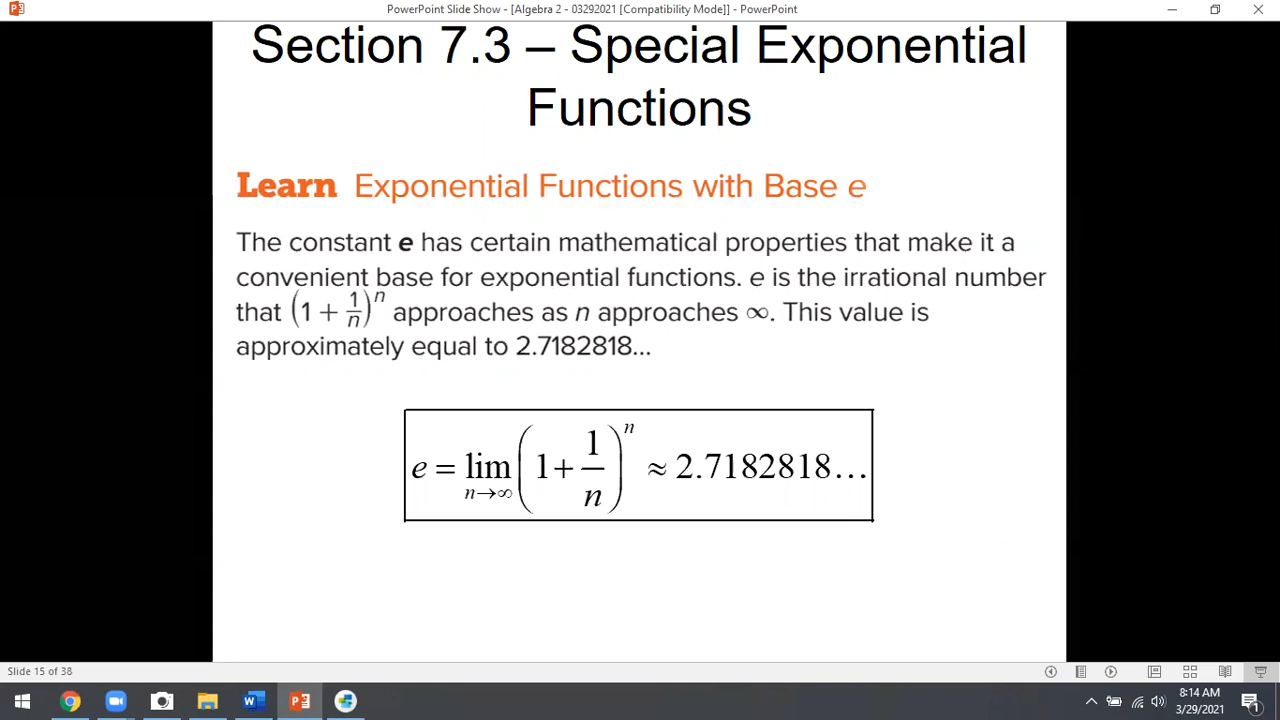 PowerPoint Slide Show - [Algebra 2 - 03292021 [Compatibility Mode]] - PowerPoint
Section 7.3 – Special Exponential
Functions
Learn Exponential Functions with Base e
The constant e has certain mathematical properties that make it a
convenient base for exponential functions. e is the irrational number
that (1 + 1/n)^n approaches as n approaches ∞. This value is
approximately equal to 2.7182818...
e = lim n→∞ (1 + 1/n)^n ≈ 2.7182818...
Slide 15 of 38
8:14 AM
3/29/2021
1